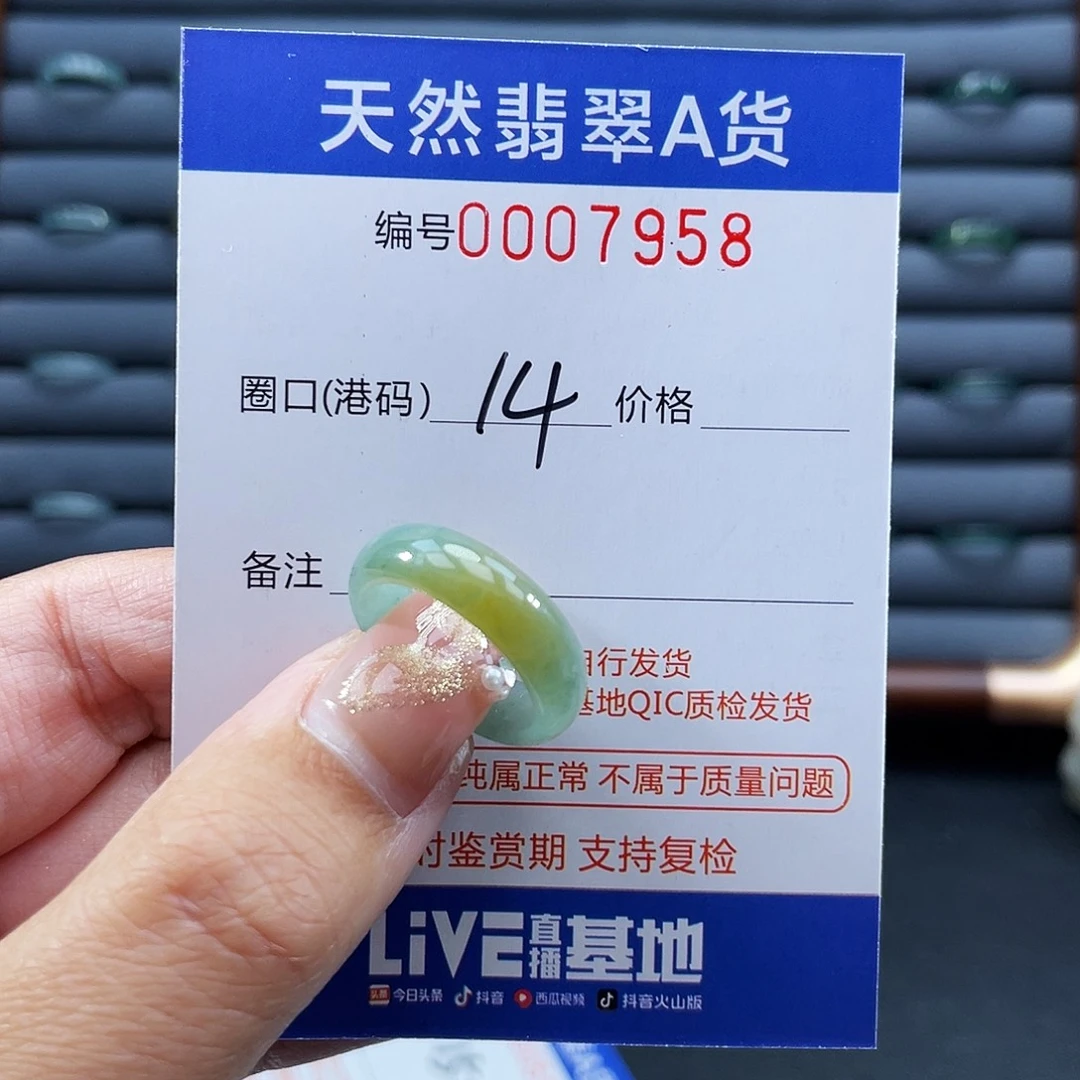 天然翡翠A货
编号0007958
圈口(港码) 14 价格
备注
自行发货
基地QIC质检发货
纯属正常 不属于质量问题
时鉴赏期 支持复检
LiVE直播基地
头条 今日头条 抖音 西瓜视频 抖音火山版